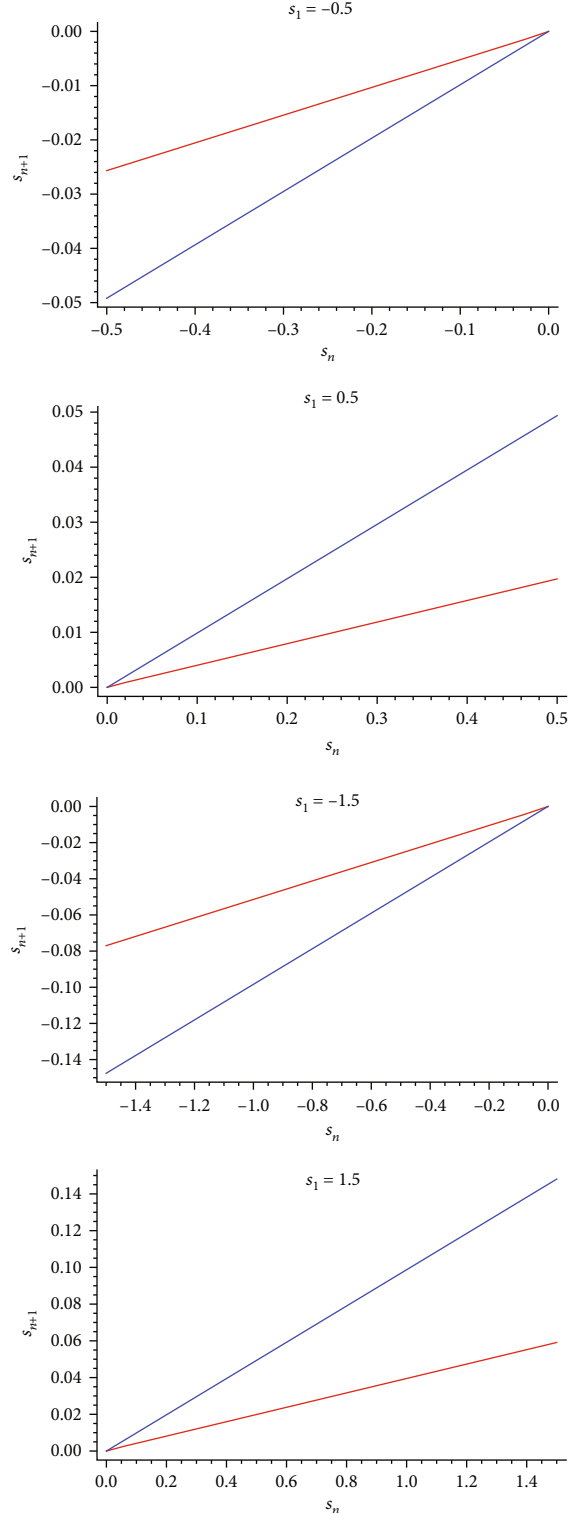 s₁ = –0.5
0.00
–0.01
–0.02
–0.03
–0.04
–0.05
sₙ₊₁
–0.5 –0.4 –0.3 –0.2 –0.1 0.0
sₙ
s₁ = 0.5
0.05
0.04
0.03
0.02
0.01
0.00
sₙ₊₁
0.0 0.1 0.2 0.3 0.4 0.5
sₙ
s₁ = –1.5
0.00
–0.02
–0.04
–0.06
–0.08
–0.10
–0.12
–0.14
sₙ₊₁
–1.4 –1.2 –1.0 –0.8 –0.6 –0.4 –0.2 0.0
sₙ
s₁ = 1.5
0.14
0.12
0.10
0.08
0.06
0.04
0.02
0.00
sₙ₊₁
0.0 0.2 0.4 0.6 0.8 1.0 1.2 1.4
sₙ